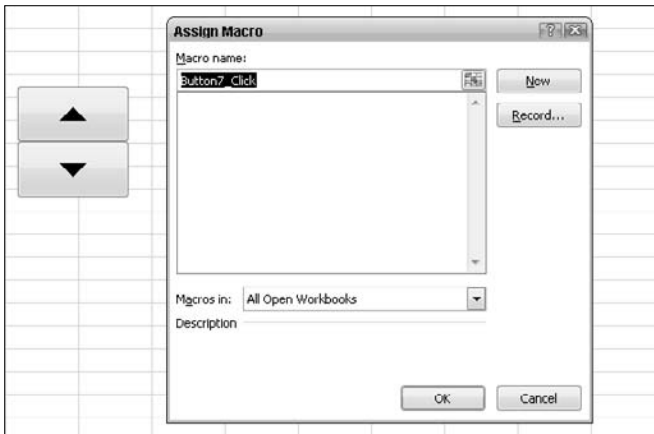 Assign Macro
Macro name:
Button7_Click
New
Record...
Macros in: All Open Workbooks
Description
OK Cancel